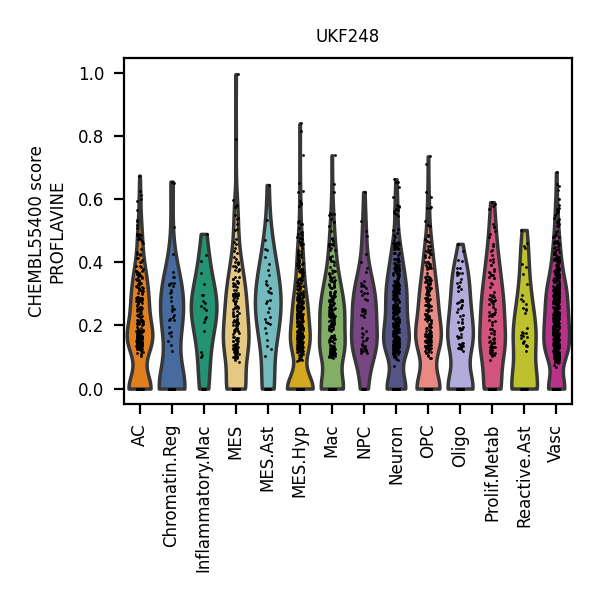 UKF248
CHEMBL55400 score
PROFLAVINE
1.0
0.8
0.6
0.4
0.2
0.0
AC
Chromatin.Reg
Inflammatory.Mac
MES
MES.Ast
MES.Hyp
Mac
NPC
Neuron
OPC
Oligo
Prolif.Metab
Reactive.Ast
Vasc